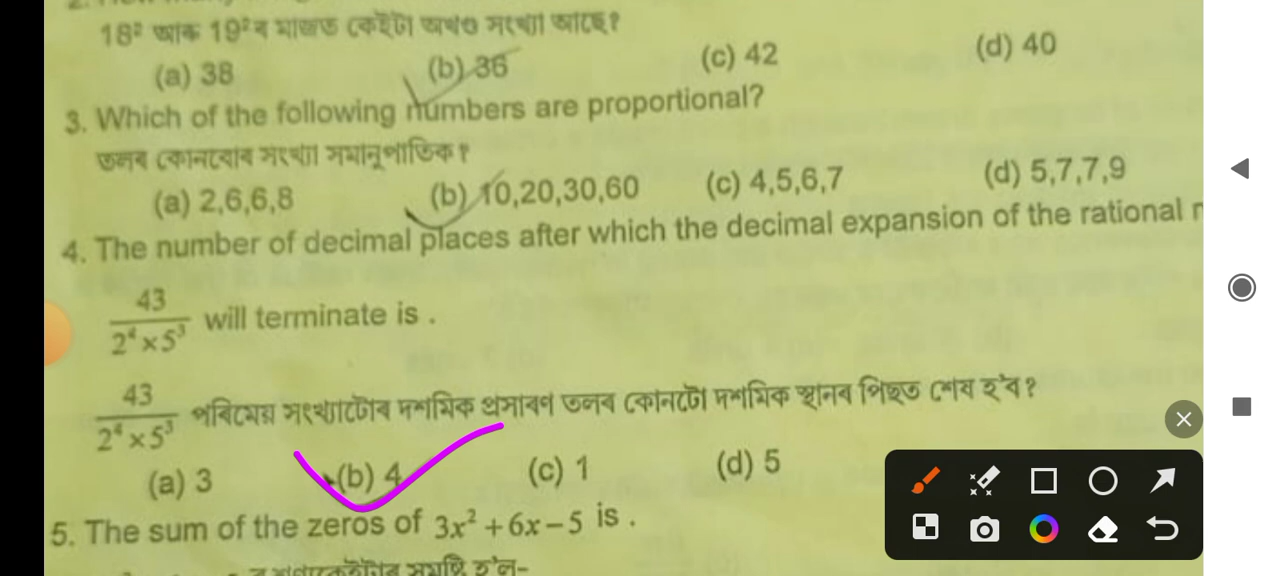 18² আৰু 19²ৰ মাজত কেইটা অখণ্ড সংখ্যা আছে?
(a) 38 (b) 36 (c) 42 (d) 40
3. Which of the following numbers are proportional?
তলৰ কোনবোৰ সংখ্যা সমানুপাতিক?
(a) 2,6,6,8 (b) 10,20,30,60 (c) 4,5,6,7 (d) 5,7,7,9
4. The number of decimal places after which the decimal expansion of the rational
43/2⁴×5³ will terminate is .
43/2⁴×5³ পৰিমেয় সংখ্যাটোৰ দশমিক প্ৰসাৰণ তলৰ কোনটো দশমিক স্থানৰ পিছত শেষ হ'ব?
(a) 3 (b) 4 (c) 1 (d) 5
5. The sum of the zeros of 3x² + 6x − 5 is .
সমষ্টি হ'ল–